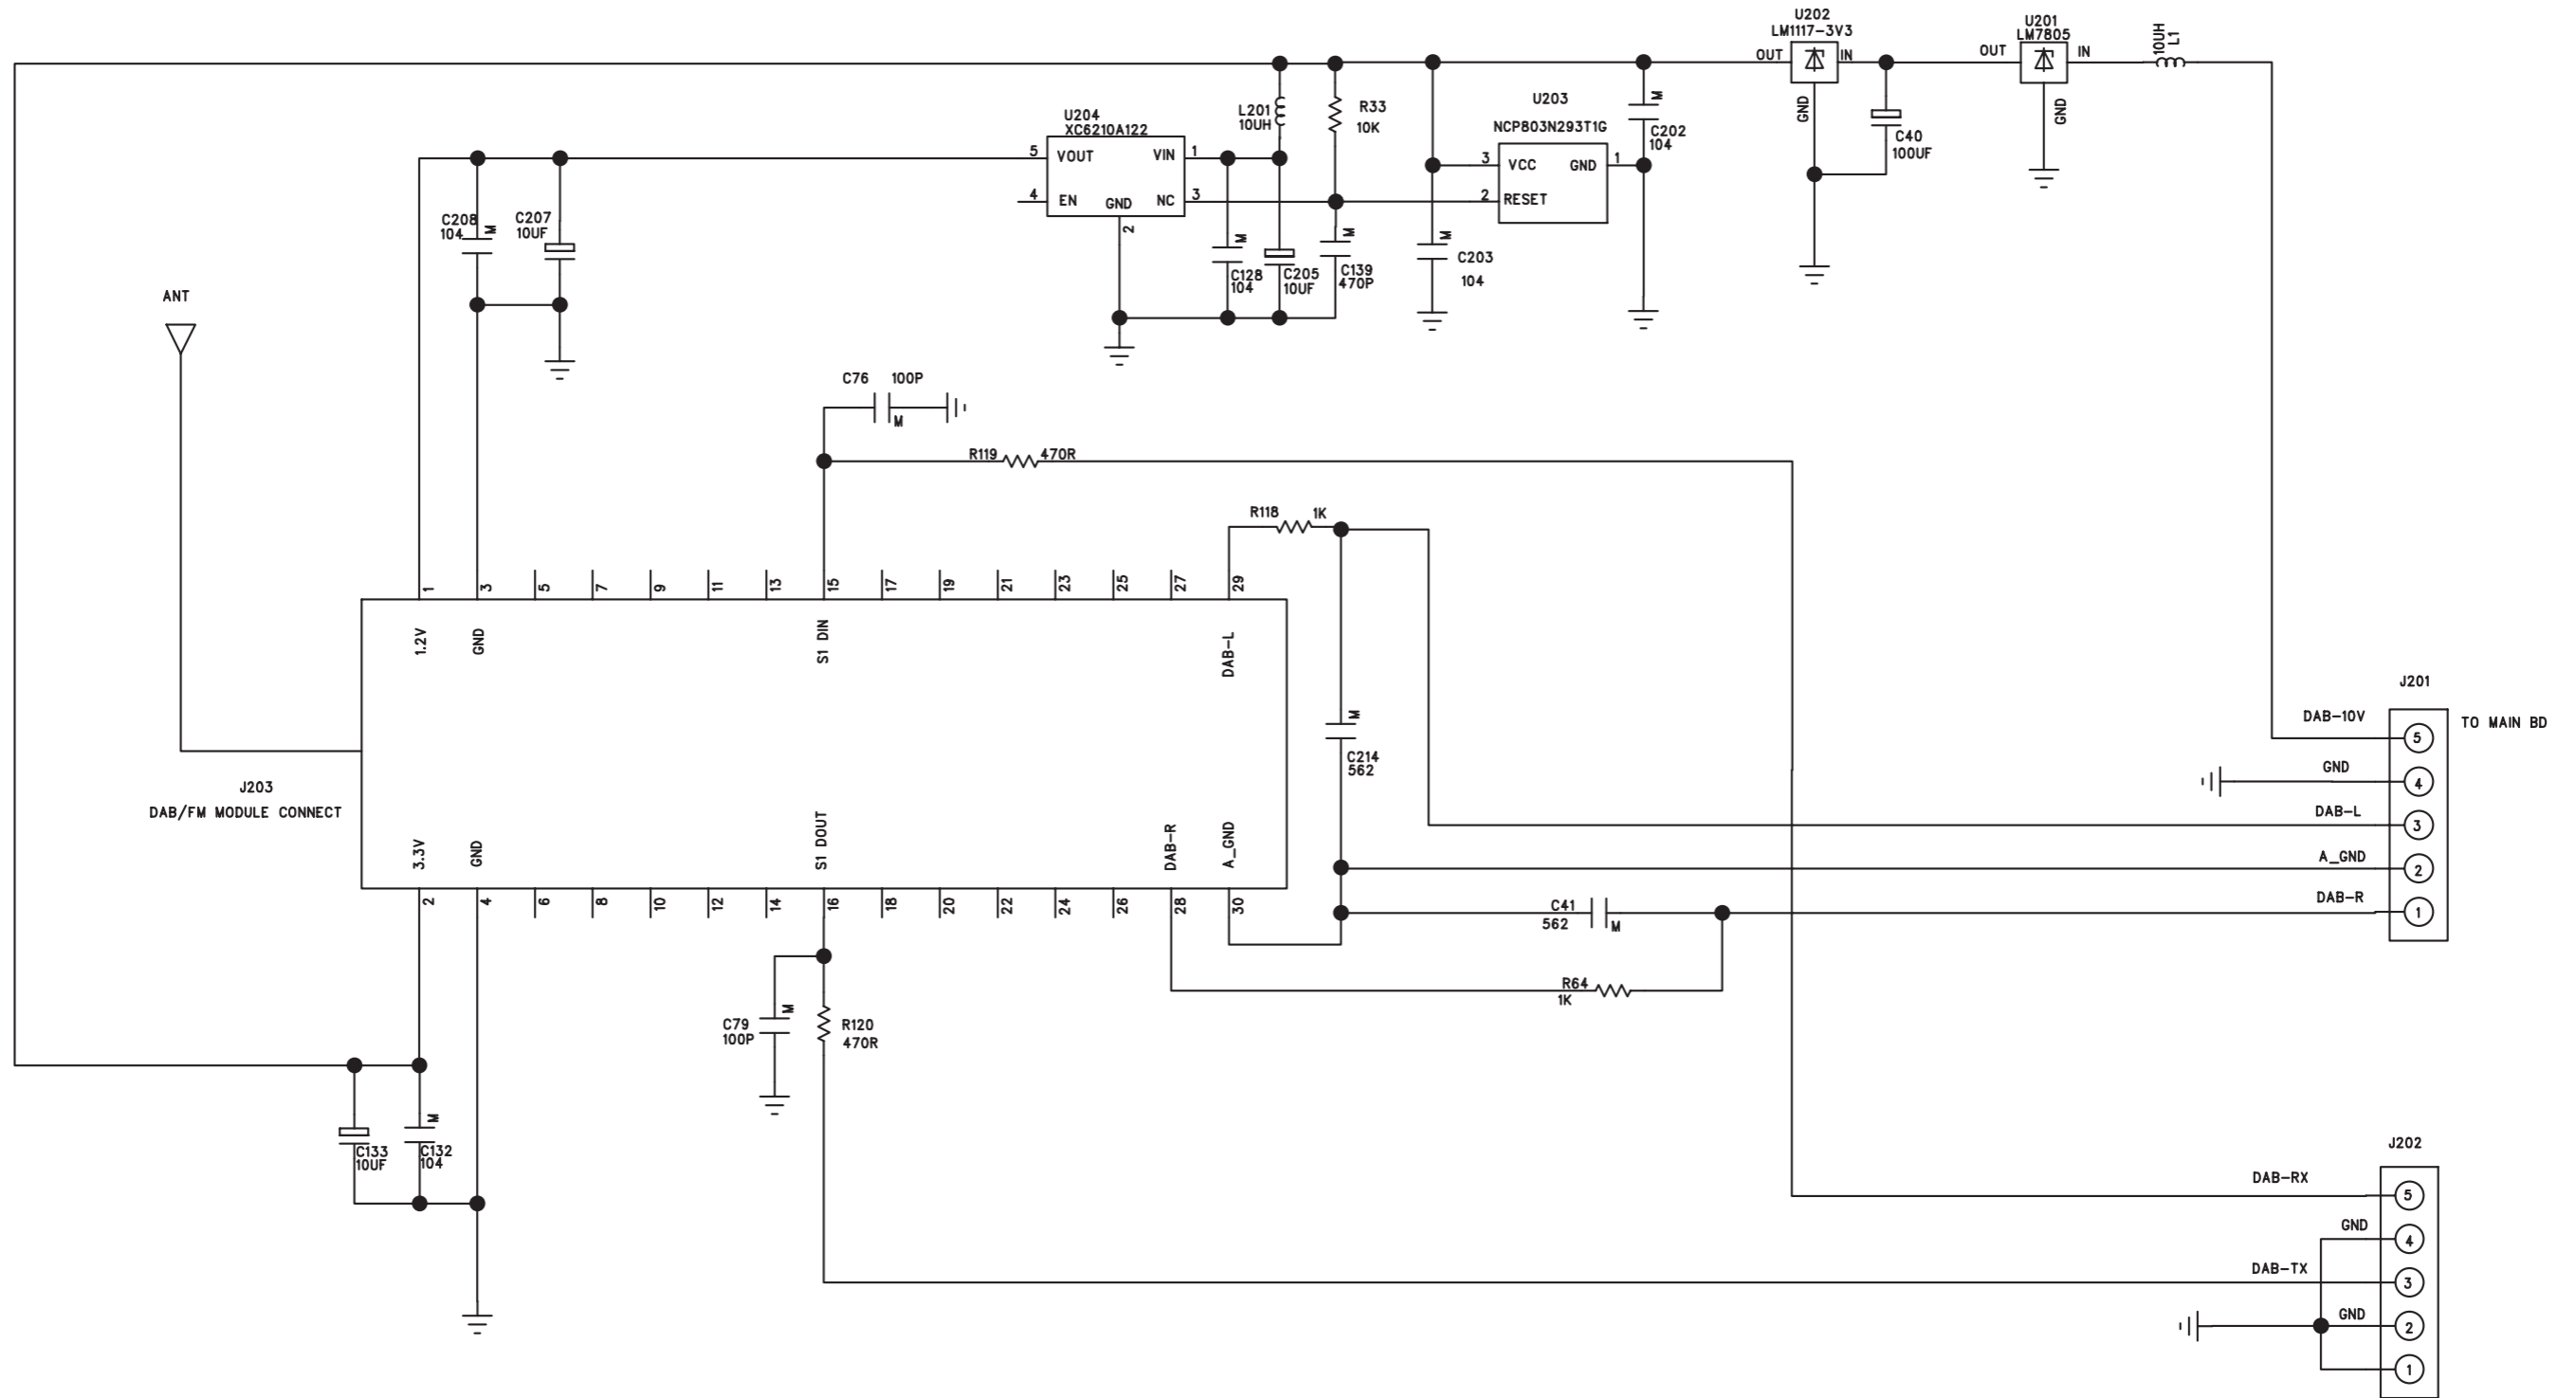 U202
LM1117-3V3
OUT
IN
GND
U201
LM7805
OUT
IN
GND
10UH
L1
C40
100UF
U203
NCP803N293T1G
3 VCC GND 1
2 RESET
M
C202
104
M
C203
104
R33
10K
L201
10UH
U204
XC6210A122
5 VOUT VIN 1
4 EN GND NC 3
2
M
C128
104
C205
10UF
M
C139
470P
C208
104
M
C207
10UF
ANT
C76 100P
M
R119 470R
R118 1K
1 3 5 7 9 11 13 15 17 19 21 23 25 27 29
1.2V GND S1 DIN DAB-L
J203
DAB/FM MODULE CONNECT
3.3V GND S1 DOUT DAB-R A_GND
2 4 6 8 10 12 14 16 18 20 22 24 26 28 30
M
C214
562
C41
562
M
R64
1K
C79
100P
M
R120
470R
C133
10UF
M
C132
104
J201
TO MAIN BD
DAB-10V 5
GND 4
DAB-L 3
A_GND 2
DAB-R 1
J202
DAB-RX 5
GND 4
DAB-TX 3
GND 2
1